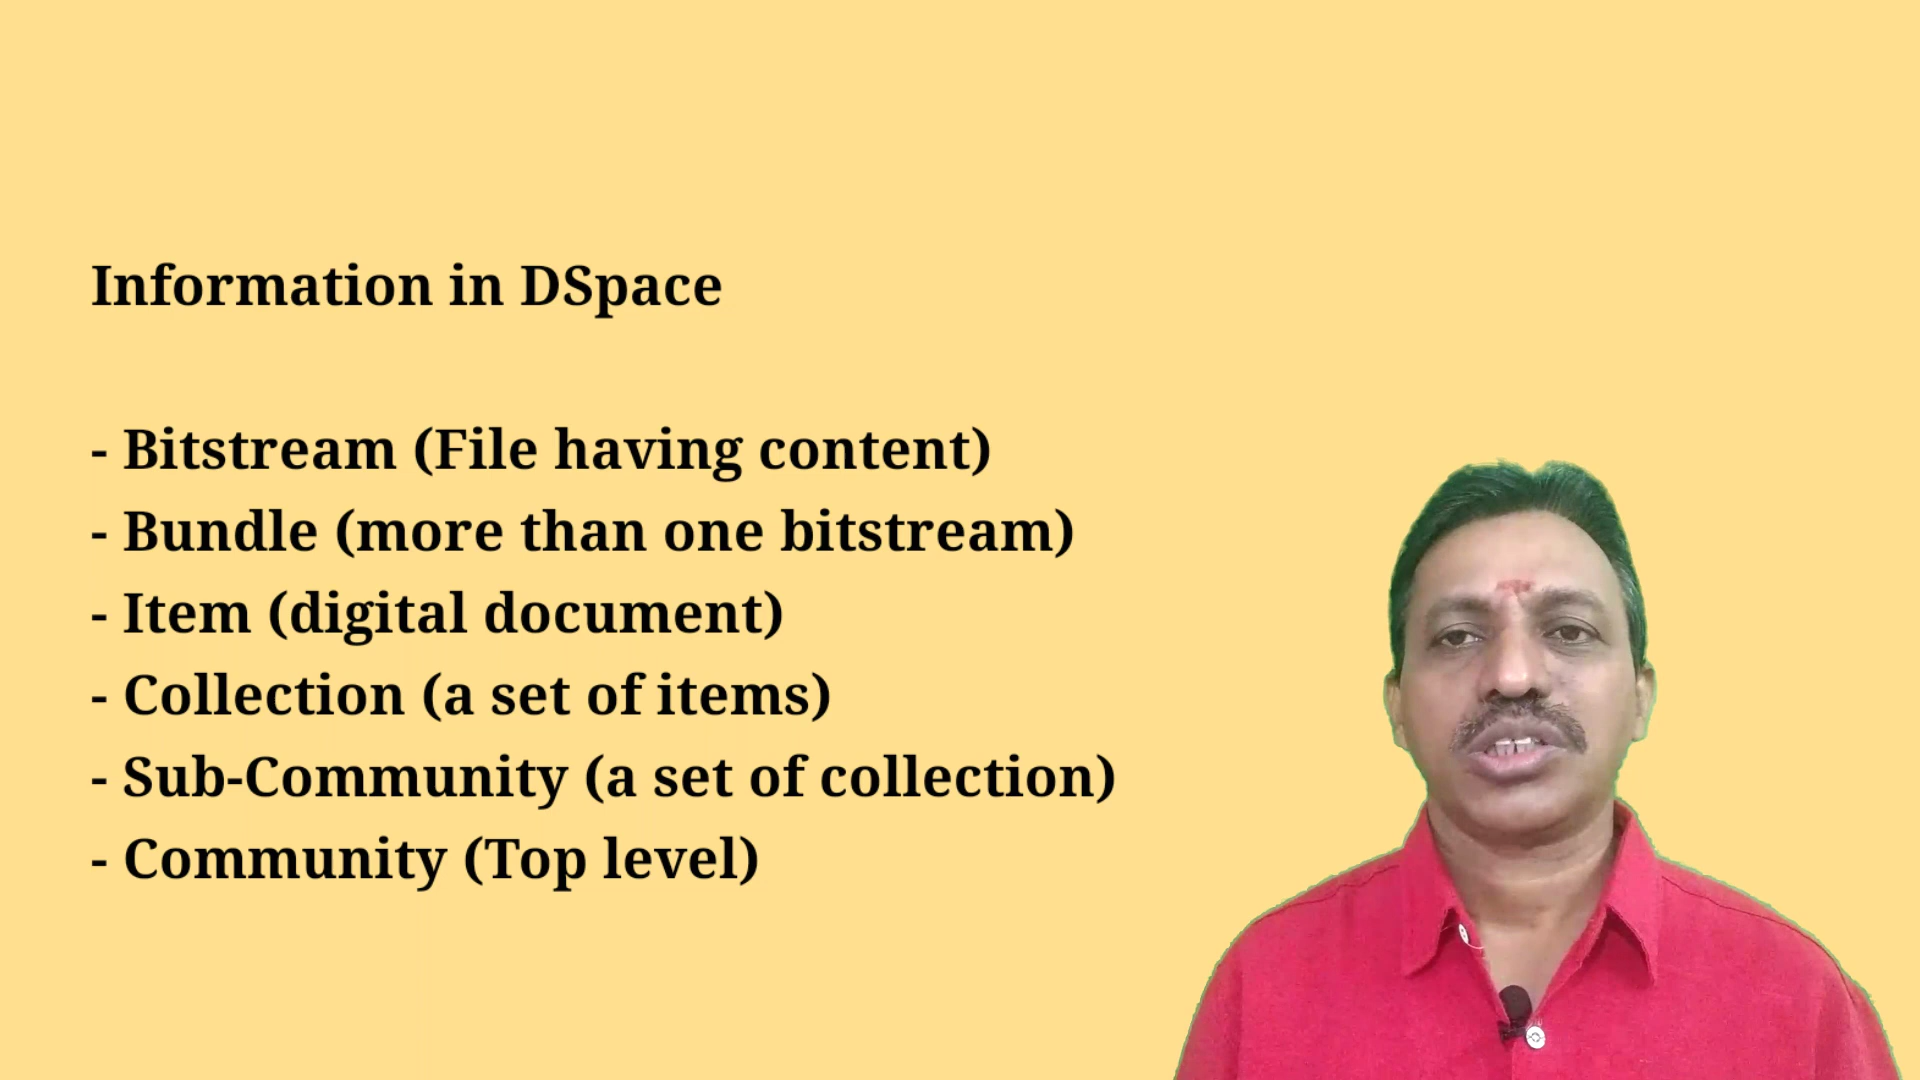 Information in DSpace
- Bitstream (File having content)
- Bundle (more than one bitstream)
- Item (digital document)
- Collection (a set of items)
- Sub-Community (a set of collection)
- Community (Top level)